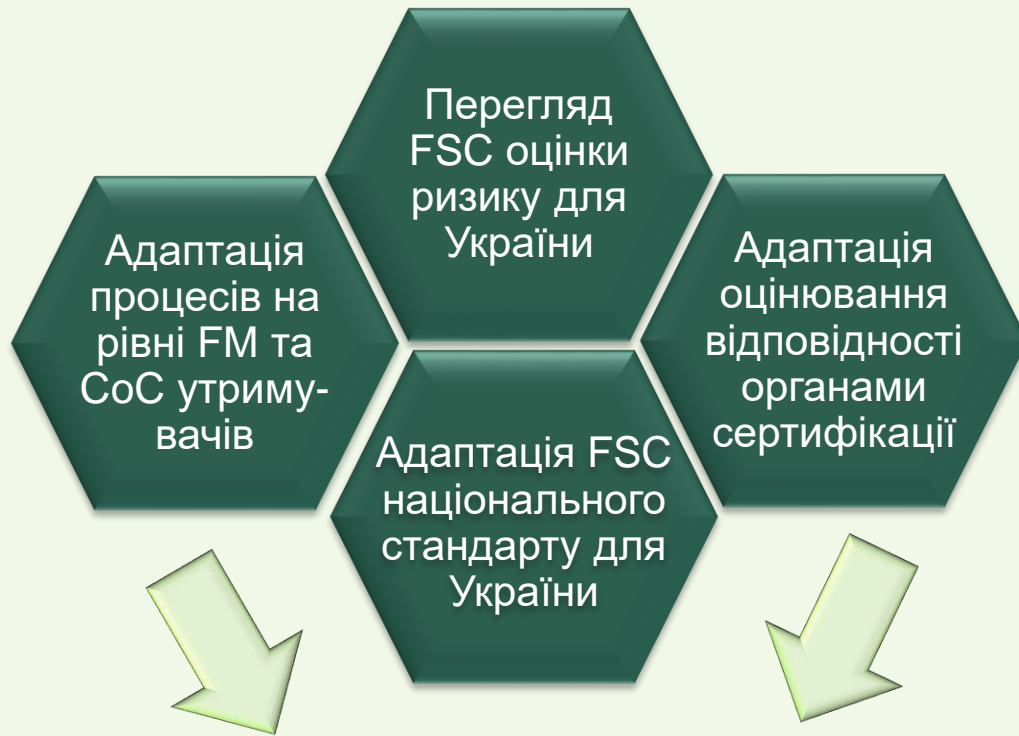 Перегляд
FSC оцінки
ризику для
України
Адаптація
процесів на
рівні FM та
CoC утриму-
вачів
Адаптація
оцінювання
відповідності
органами
сертифікації
Адаптація FSC
національного
стандарту для
України